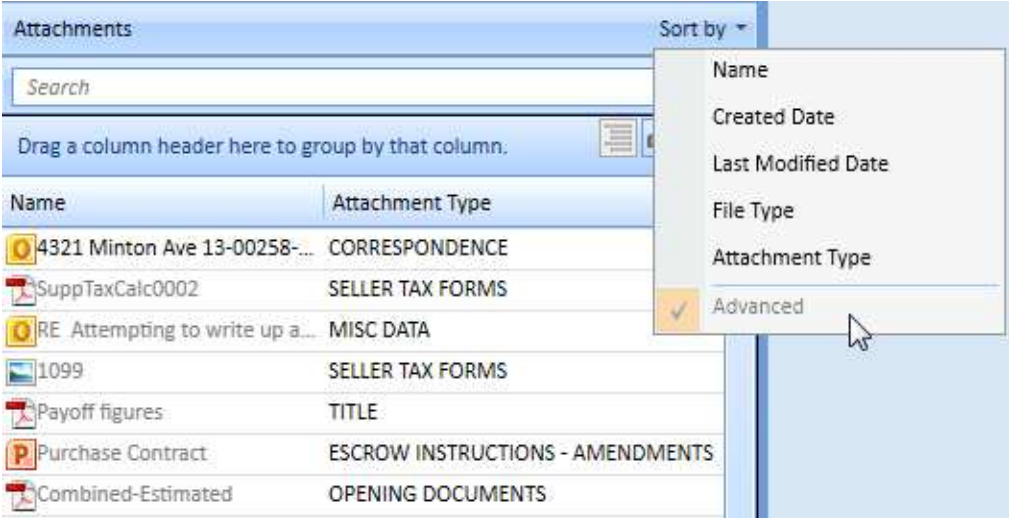 Attachments Sort by
Search
Drag a column header here to group by that column.
Name Attachment Type
4321 Minton Ave 13-00258-... CORRESPONDENCE
SuppTaxCalc0002 SELLER TAX FORMS
RE Attempting to write up a... MISC DATA
1099 SELLER TAX FORMS
Payoff figures TITLE
Purchase Contract ESCROW INSTRUCTIONS - AMENDMENTS
Combined-Estimated OPENING DOCUMENTS
Name
Created Date
Last Modified Date
File Type
Attachment Type
Advanced